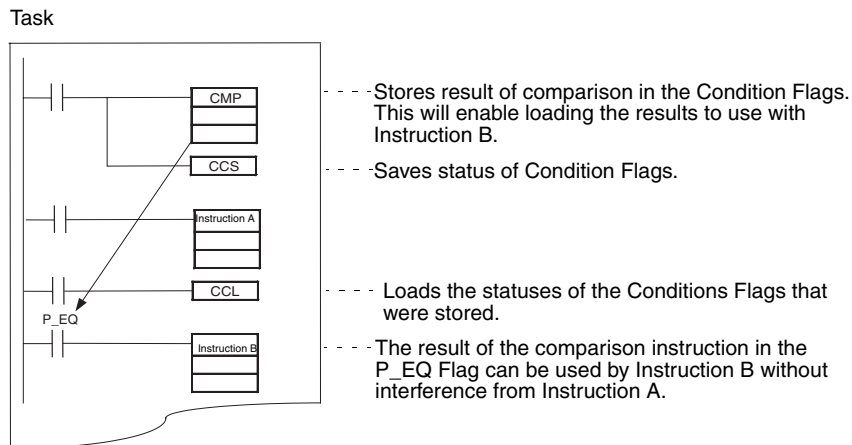 Task
CMP
Stores result of comparison in the Condition Flags.
This will enable loading the results to use with
Instruction B.
CCS
Saves status of Condition Flags.
Instruction A
CCL
Loads the statuses of the Conditions Flags that
were stored.
P_EQ
Instruction B
The result of the comparison instruction in the
P_EQ Flag can be used by Instruction B without
interference from Instruction A.